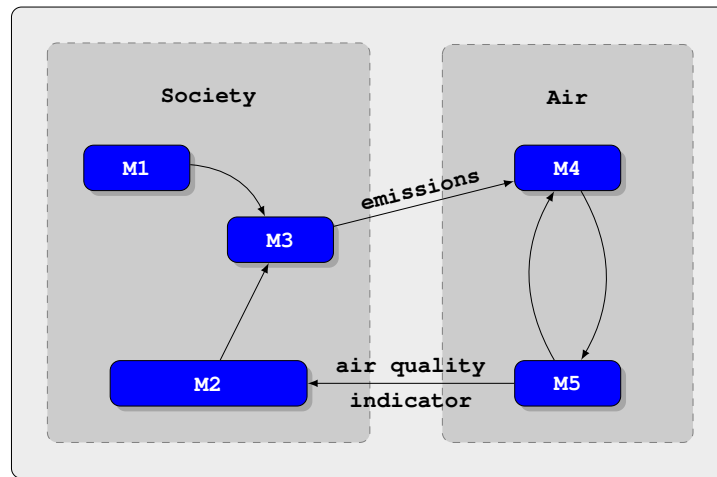 Society
Air
M1
M4
emissions
M3
air quality
M2
M5
indicator